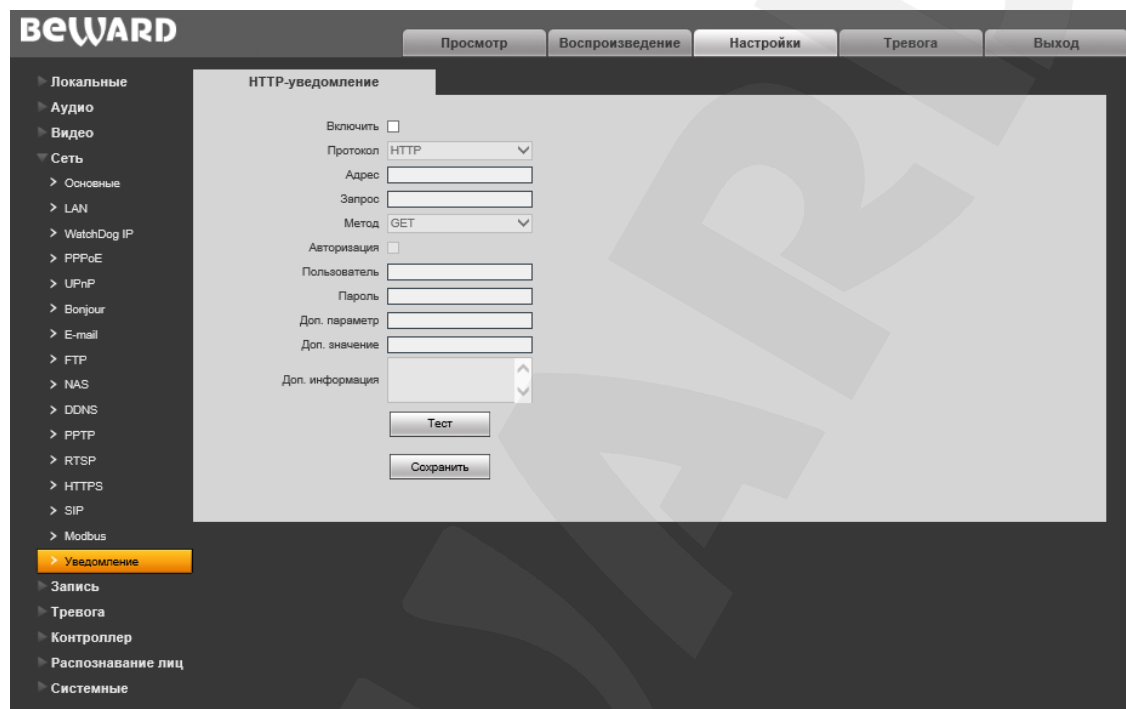 BEWARD
Просмотр
Воспроизведение
Настройки
Тревога
Выход
Локальные
Аудио
Видео
Сеть
Основные
LAN
WatchDog IP
PPPoE
UPnP
Bonjour
E-mail
FTP
NAS
DDNS
PPTP
RTSP
HTTPS
SIP
Modbus
Уведомление
Запись
Тревога
Контроллер
Распознавание лиц
Системные
HTTP-уведомление
Включить
Протокол HTTP
Адрес
Запрос
Метод GET
Авторизация
Пользователь
Пароль
Доп. параметр
Доп. значение
Доп. информация
Тест
Сохранить